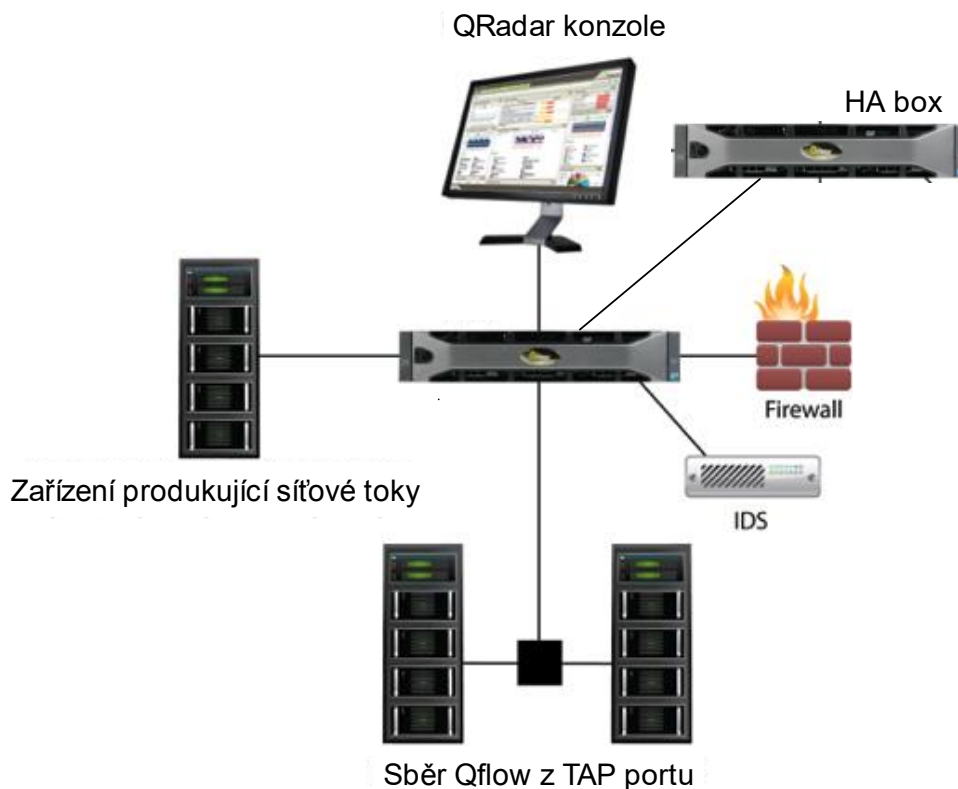 QRadar konzole
HA box
Firewall
Zařízení produkující síťové toky
IDS
Sběr Qflow z TAP portu